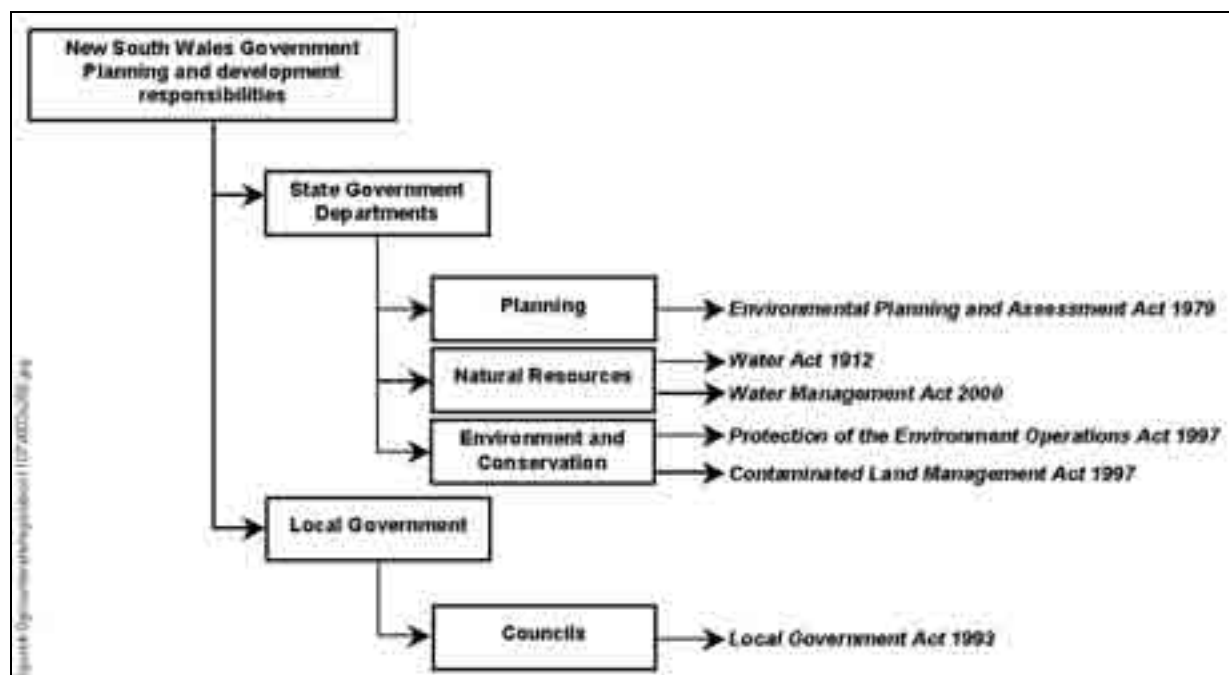 New South Wales Government
Planning and development
responsibilities
State Government
Departments
Planning
Environmental Planning and Assessment Act 1979
Natural Resources
Water Act 1912
Water Management Act 2000
Environment and
Conservation
Protection of the Environment Operations Act 1997
Contaminated Land Management Act 1997
Local Government
Councils
Local Government Act 1993